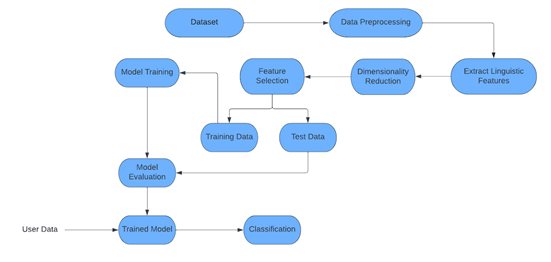 Dataset
Data Preprocessing
Extract Linguistic
Features
Dimensionality
Reduction
Feature
Selection
Model Training
Training Data
Test Data
Model
Evaluation
User Data
Trained Model
Classification